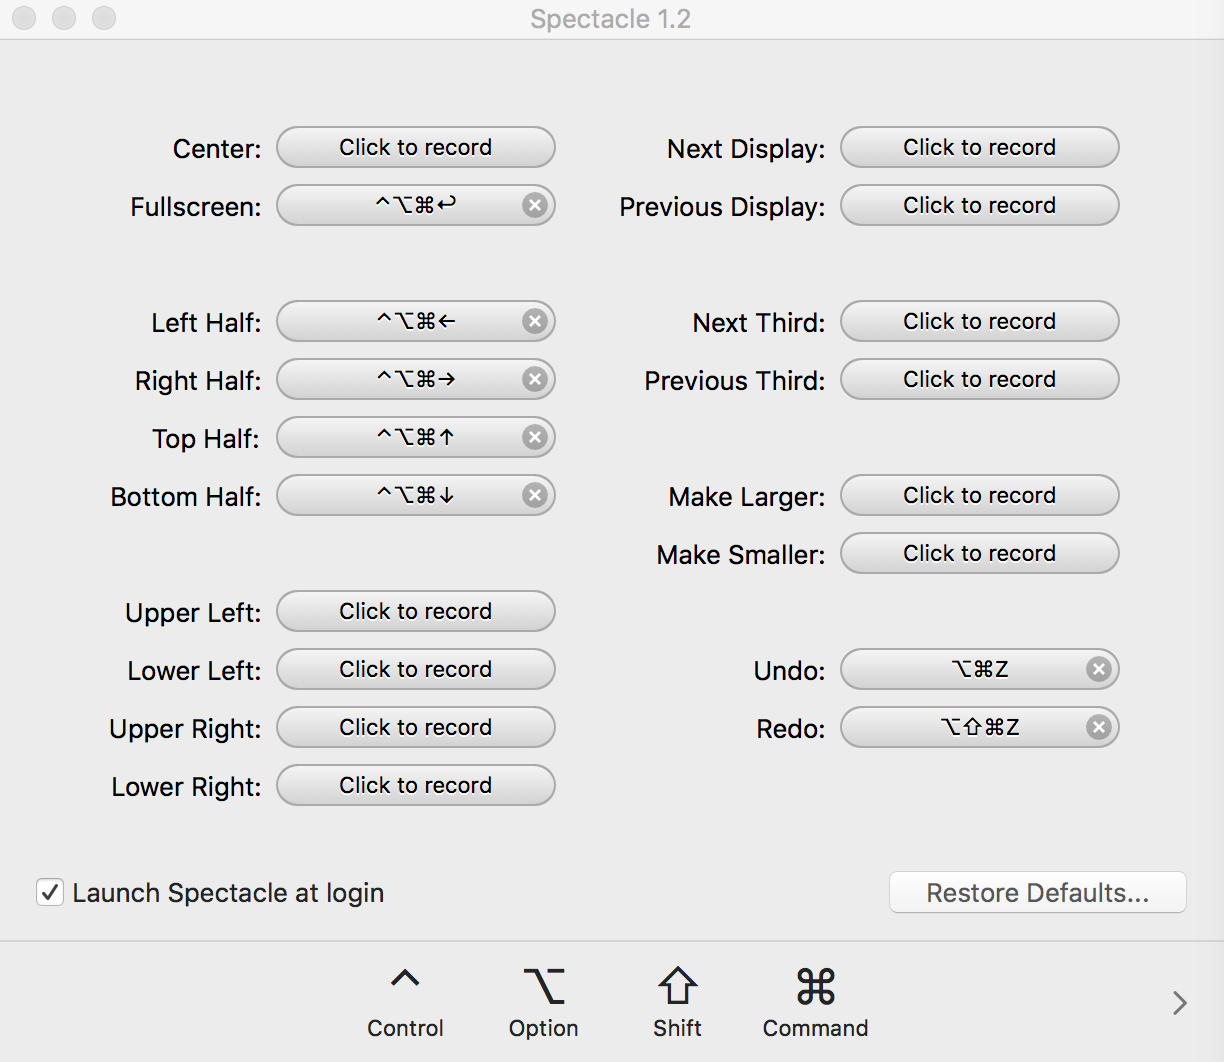 Spectacle 1.2
Center: Click to record
Fullscreen: ^⌥⌘↩
Left Half: ^⌥⌘←
Right Half: ^⌥⌘→
Top Half: ^⌥⌘↑
Bottom Half: ^⌥⌘↓
Upper Left: Click to record
Lower Left: Click to record
Upper Right: Click to record
Lower Right: Click to record
Next Display: Click to record
Previous Display: Click to record
Next Third: Click to record
Previous Third: Click to record
Make Larger: Click to record
Make Smaller: Click to record
Undo: ⌥⌘Z
Redo: ⌥⇧⌘Z
Launch Spectacle at login
Restore Defaults...
^ ⌥ ⇧ ⌘
Control Option Shift Command